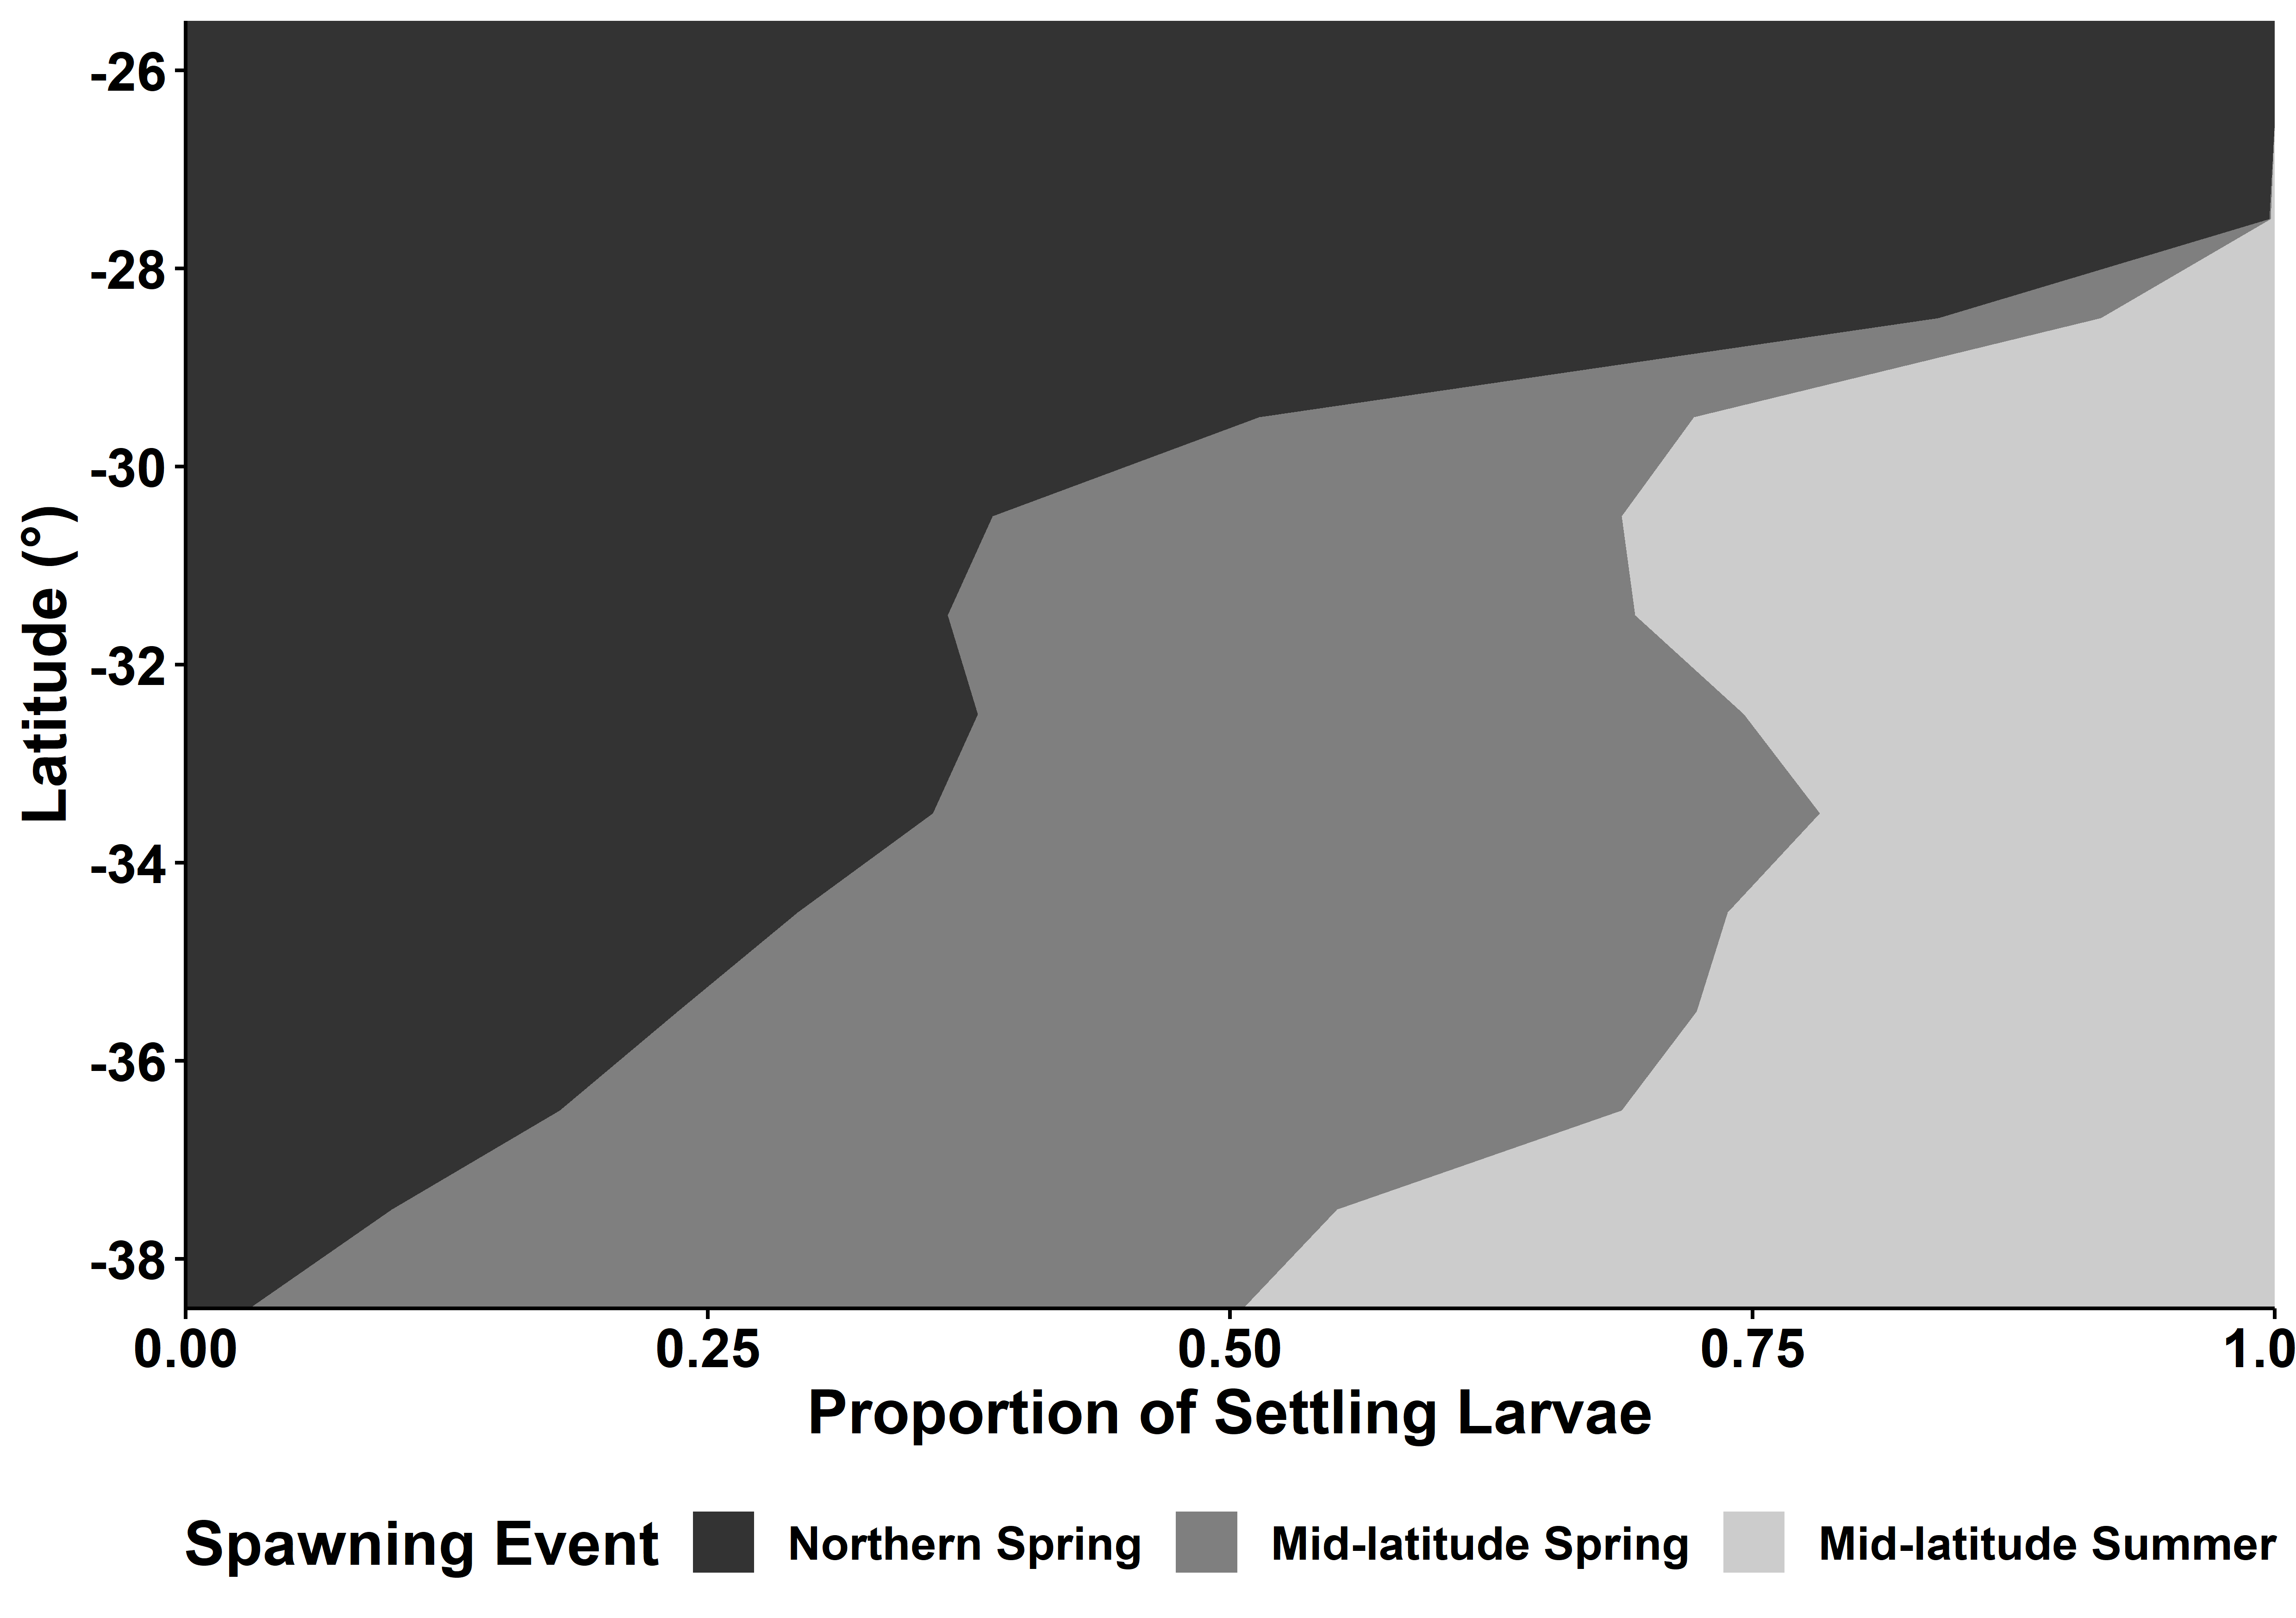 Latitude (°)
-26
-28
-30
-32
-34
-36
-38
0.00 0.25 0.50 0.75 1.0
Proportion of Settling Larvae
Spawning Event Northern Spring Mid-latitude Spring Mid-latitude Summer